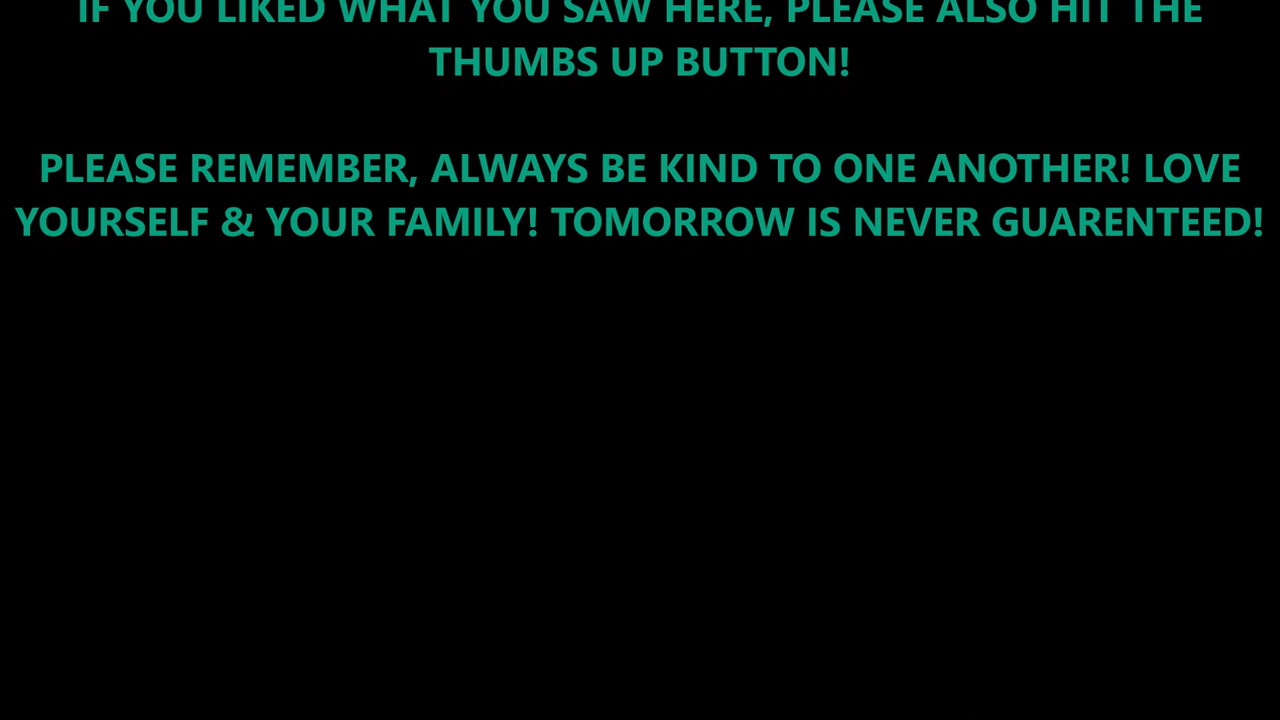 IF YOU LIKED WHAT YOU SAW HERE, PLEASE ALSO HIT THE
THUMBS UP BUTTON!
PLEASE REMEMBER, ALWAYS BE KIND TO ONE ANOTHER! LOVE
YOURSELF & YOUR FAMILY! TOMORROW IS NEVER GUARENTEED!